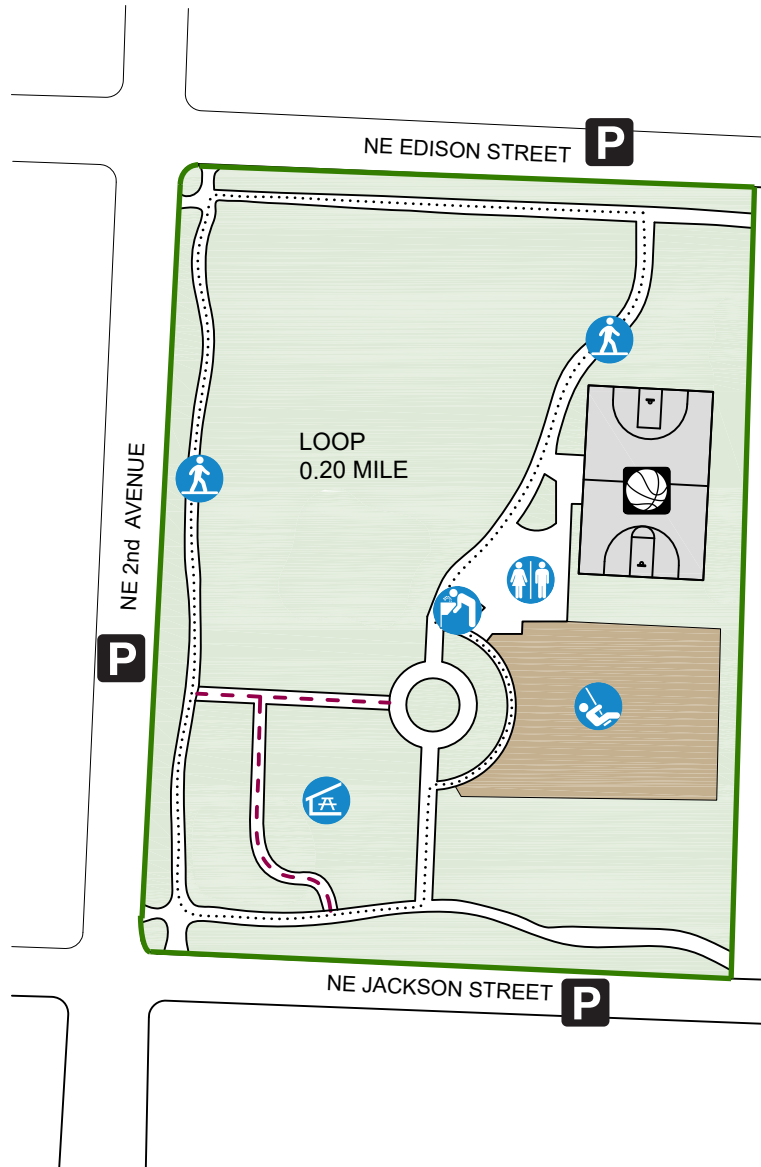 NE EDISON STREET
P
LOOP
0.20 MILE
NE 2nd AVENUE
P
NE JACKSON STREET
P